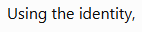 Using the identity,